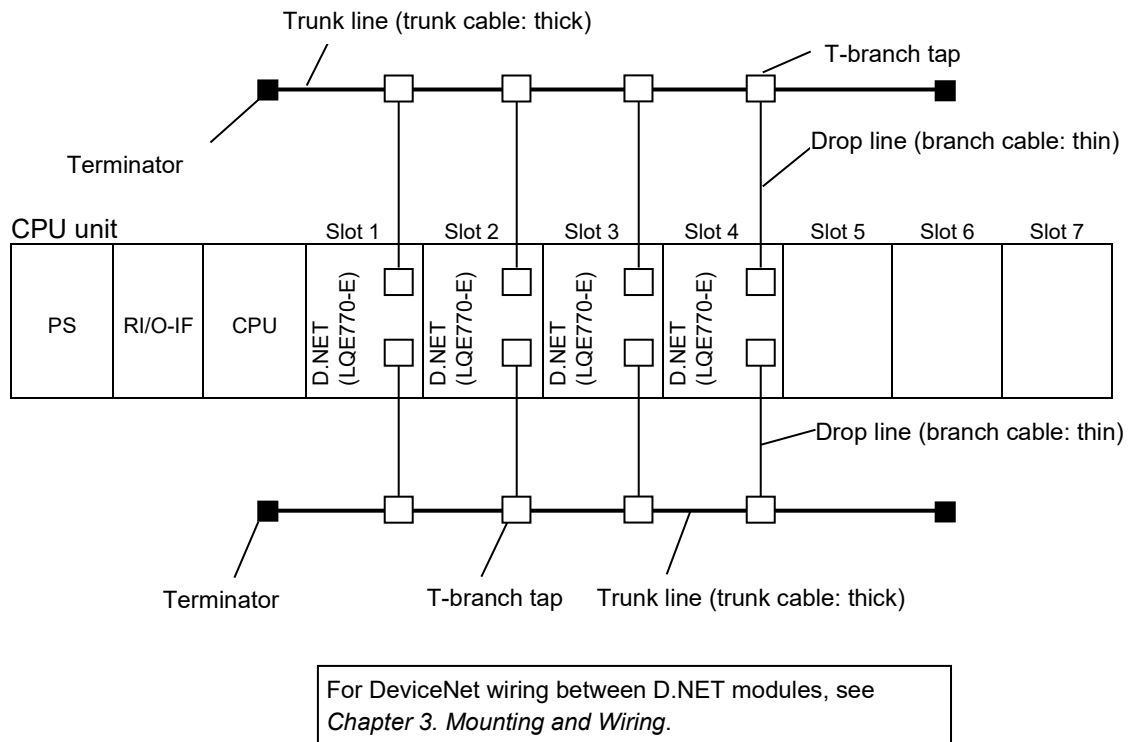 Trunk line (trunk cable: thick)
T-branch tap
Drop line (branch cable: thin)
Terminator
CPU unit
Slot 1
Slot 2
Slot 3
Slot 4
Slot 5
Slot 6
Slot 7
PS
RI/O-IF
CPU
D.NET
(LQE770-E)
D.NET
(LQE770-E)
D.NET
(LQE770-E)
D.NET
(LQE770-E)
Drop line (branch cable: thin)
Terminator
T-branch tap
Trunk line (trunk cable: thick)
For DeviceNet wiring between D.NET modules, see
Chapter 3. Mounting and Wiring.